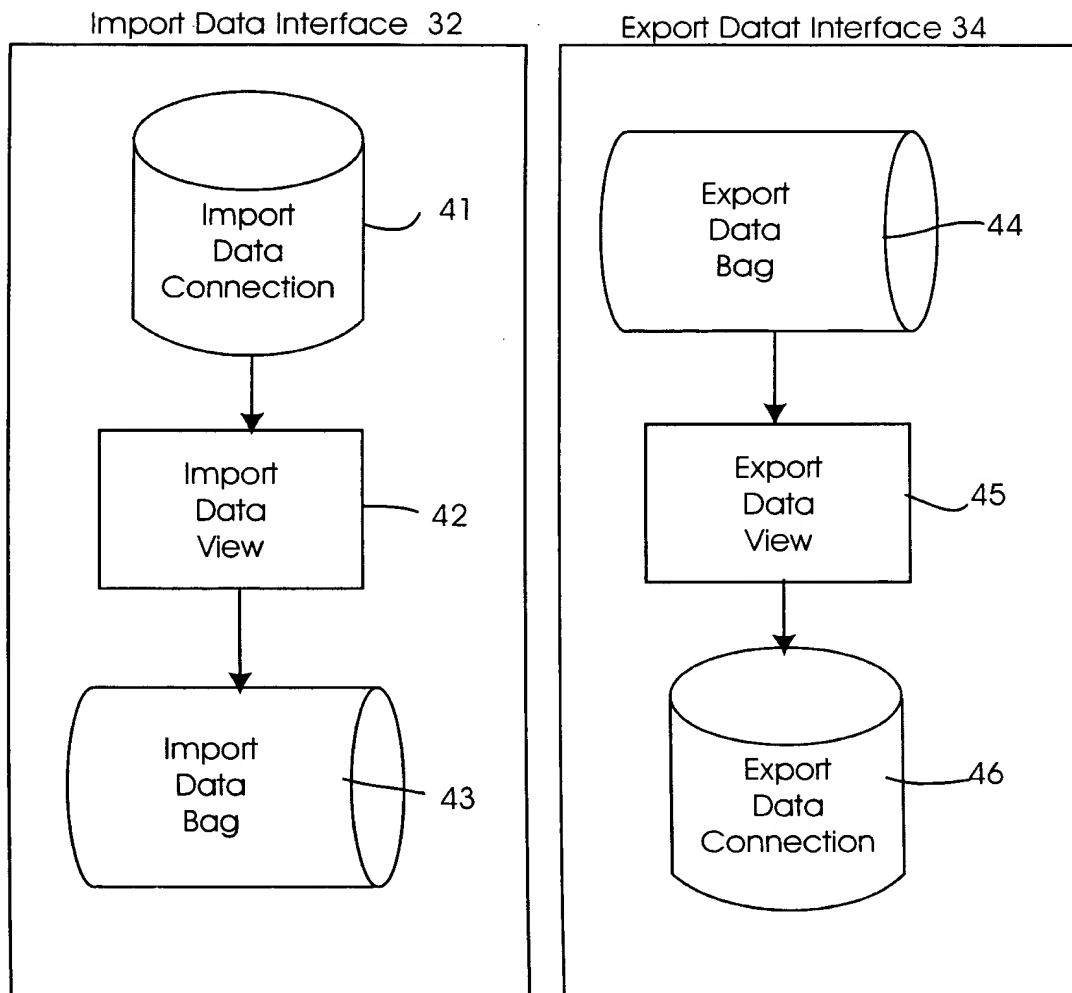 Import Data Interface 32
Import
Data
Connection
41
Import
Data
View
42
Import
Data
Bag
43
Export Datat Interface 34
Export
Data
Bag
44
Export
Data
View
45
Export
Data
Connection
46